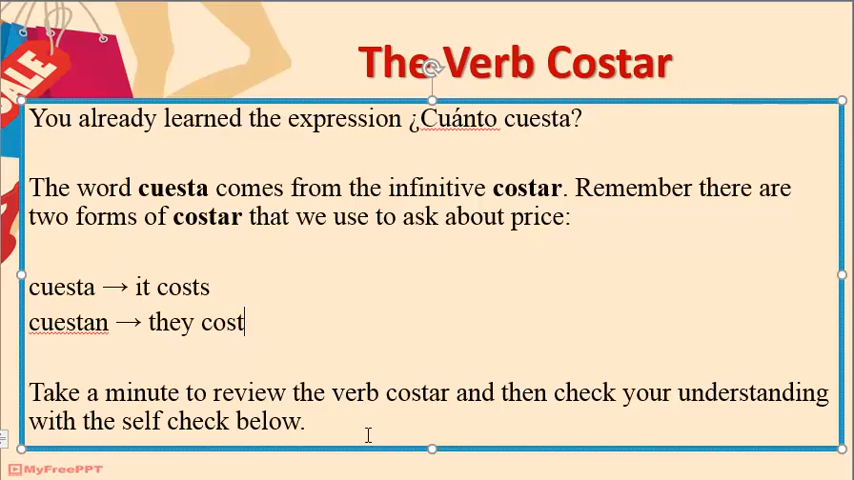 SALE
The Verb Costar
You already learned the expression ¿Cuánto cuesta?
The word cuesta comes from the infinitive costar. Remember there are
two forms of costar that we use to ask about price:
cuesta → it costs
cuestan → they cost
Take a minute to review the verb costar and then check your understanding
with the self check below.
MyFreePPT